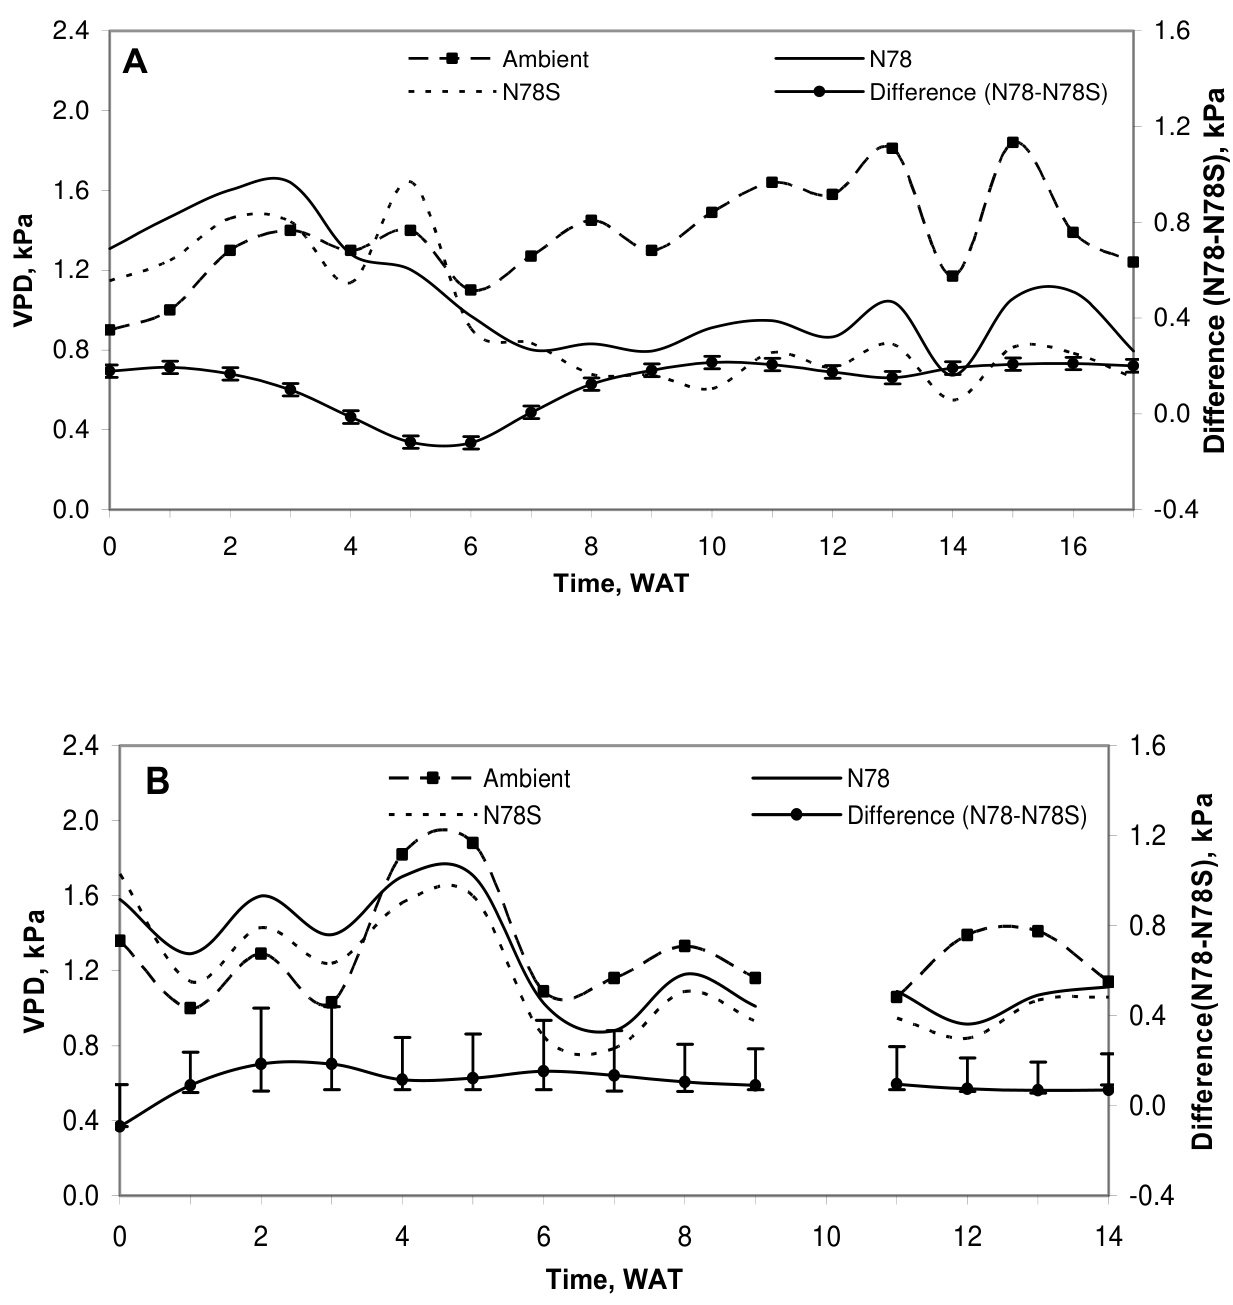 2.4
2.0
1.6
1.2
0.8
0.4
0.0
VPD, kPa
A
Ambient
N78
N78S
Difference (N78-N78S)
1.6
1.2
0.8
0.4
0.0
-0.4
Difference (N78-N78S), kPa
0 2 4 6 8 10 12 14 16
Time, WAT
2.4
2.0
1.6
1.2
0.8
0.4
0.0
VPD, kPa
B
Ambient
N78
N78S
Difference (N78-N78S)
1.6
1.2
0.8
0.4
0.0
-0.4
Difference(N78-N78S), kPa
0 2 4 6 8 10 12 14
Time, WAT